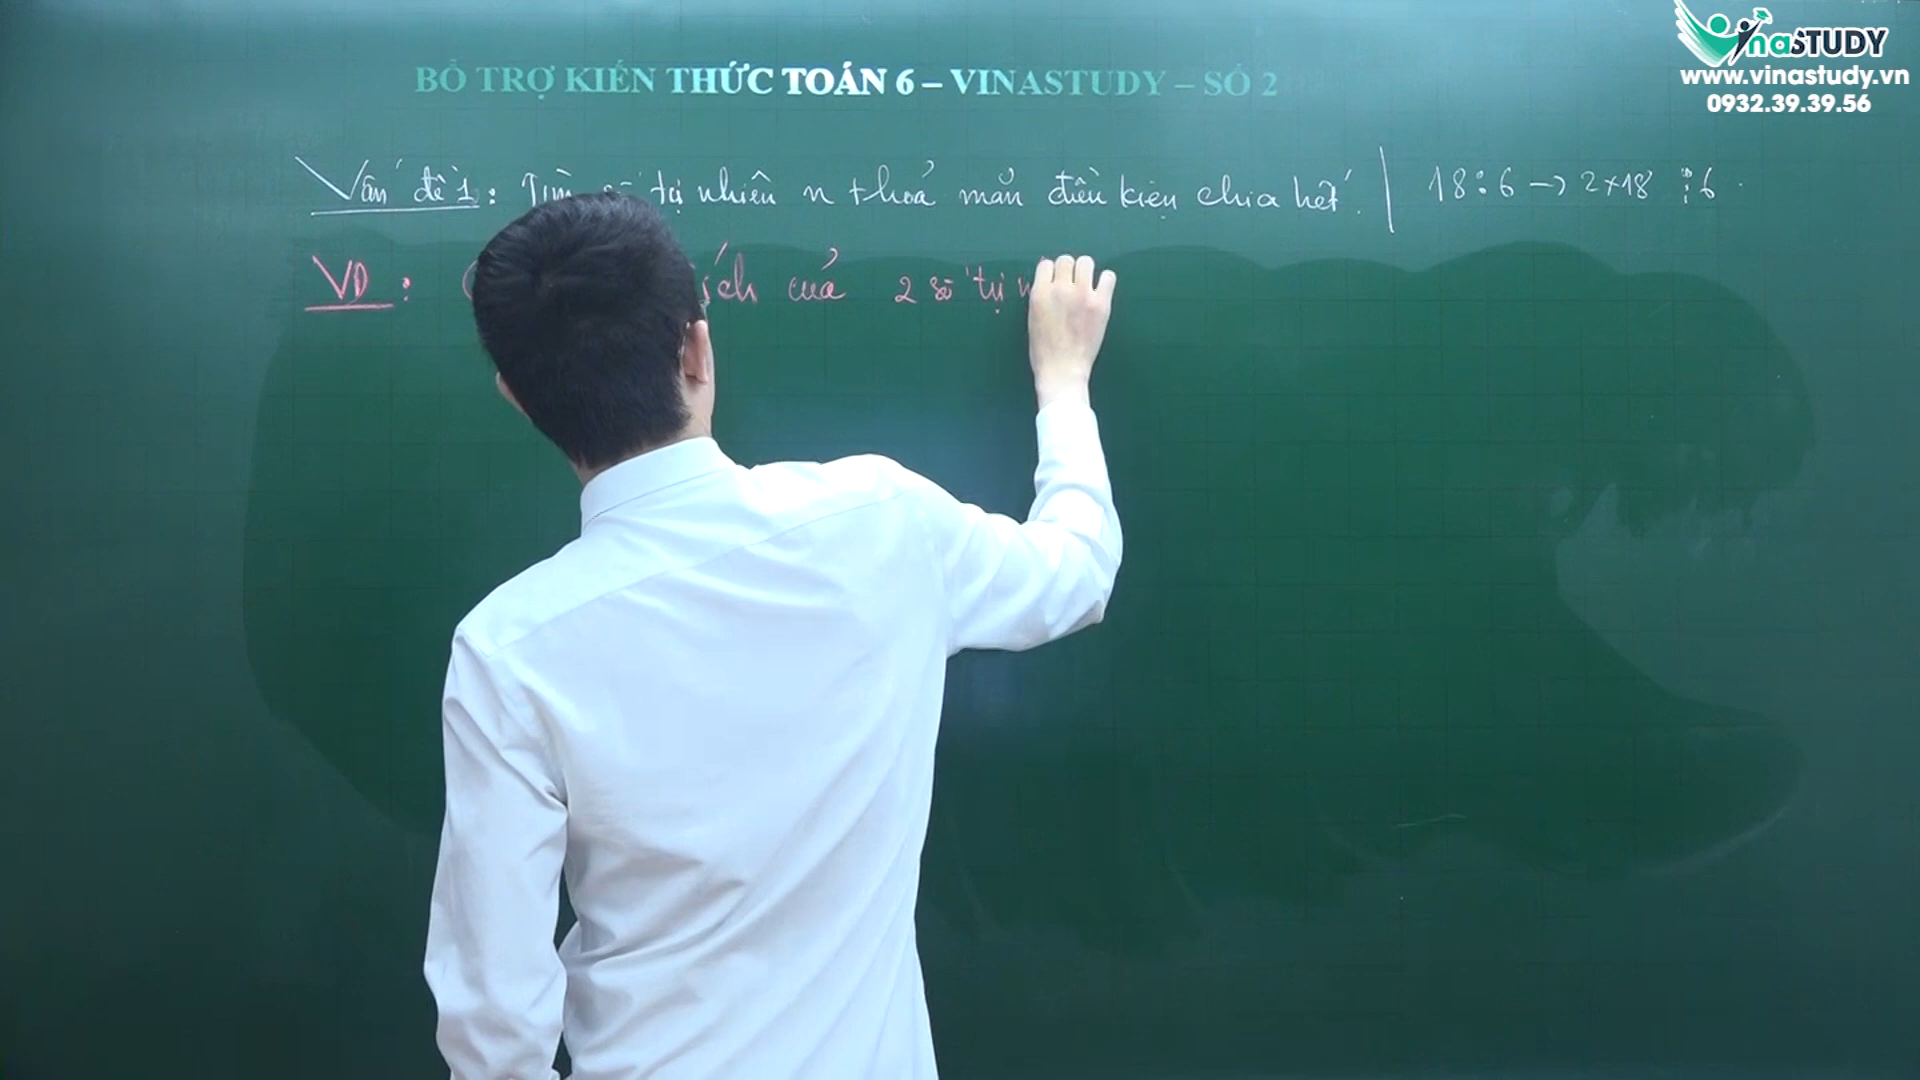 VinaSTUDY
www.vinastudy.vn
0932.39.39.56
BỔ TRỢ KIẾN THỨC TOÁN 6 – VINASTUDY – SỐ 2
Vấn đề 1: Tìm số tự nhiên n thoả mãn điều kiện chia hết. | 18 : 6 → 2 x 18 ⋮ 6.
VD: ích của 2 số tự